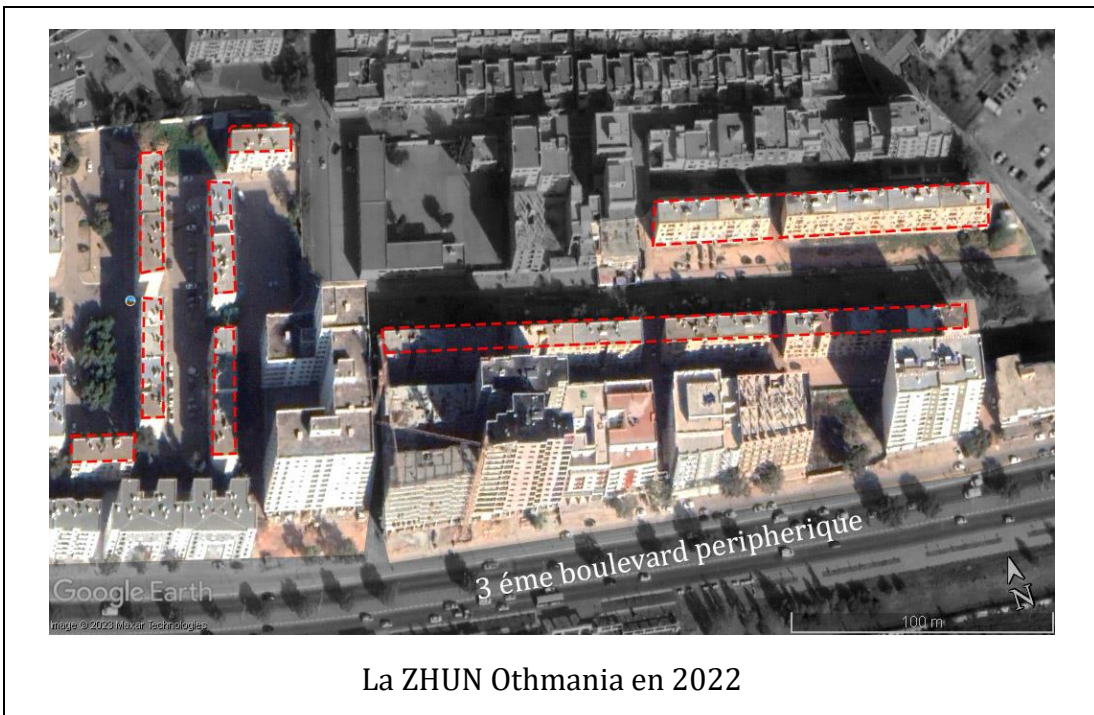 3 éme boulevard peripherique
Google Earth
Image © 2023 Maxar Technologies
N
100 m
La ZHUN Othmania en 2022